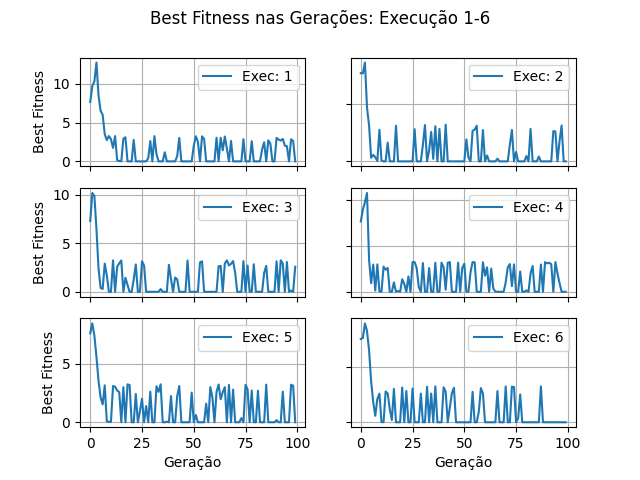 Best Fitness nas Gerações: Execução 1-6
Exec: 1
Exec: 2
10
5
0
Best Fitness
Exec: 3
Exec: 4
10
5
0
Best Fitness
Exec: 5
Exec: 6
5
0
Best Fitness
0 25 50 75 100
0 25 50 75 100
Geração
Geração